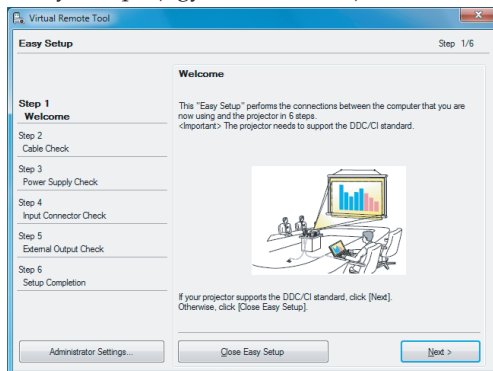 Virtual Remote Tool
Easy Setup
Step 1/6
Welcome
Step 1
Welcome
Step 2
Cable Check
Step 3
Power Supply Check
Step 4
Input Connector Check
Step 5
External Output Check
Step 6
Setup Completion
This "Easy Setup" perfoms the connections between the computer that you are
now using and the projector in 6 steps.
<Important> The projector needs to support the DDC/CI standard.
If your projector supports the DDC/CI standard, click [Next].
Otherwise, click [Close Easy Setup].
Administrator Settings...
Close Easy Setup
Next >